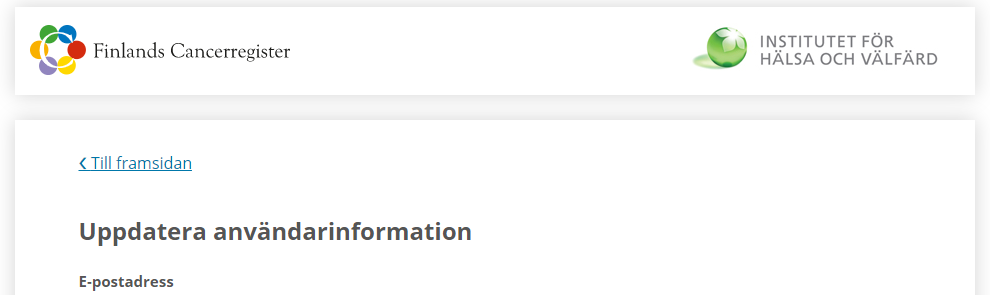 Finlands Cancerregister
INSTITUTET FÖR
HÄLSA OCH VÄLFÄRD
‹ Till framsidan
Uppdatera användarinformation
E-postadress